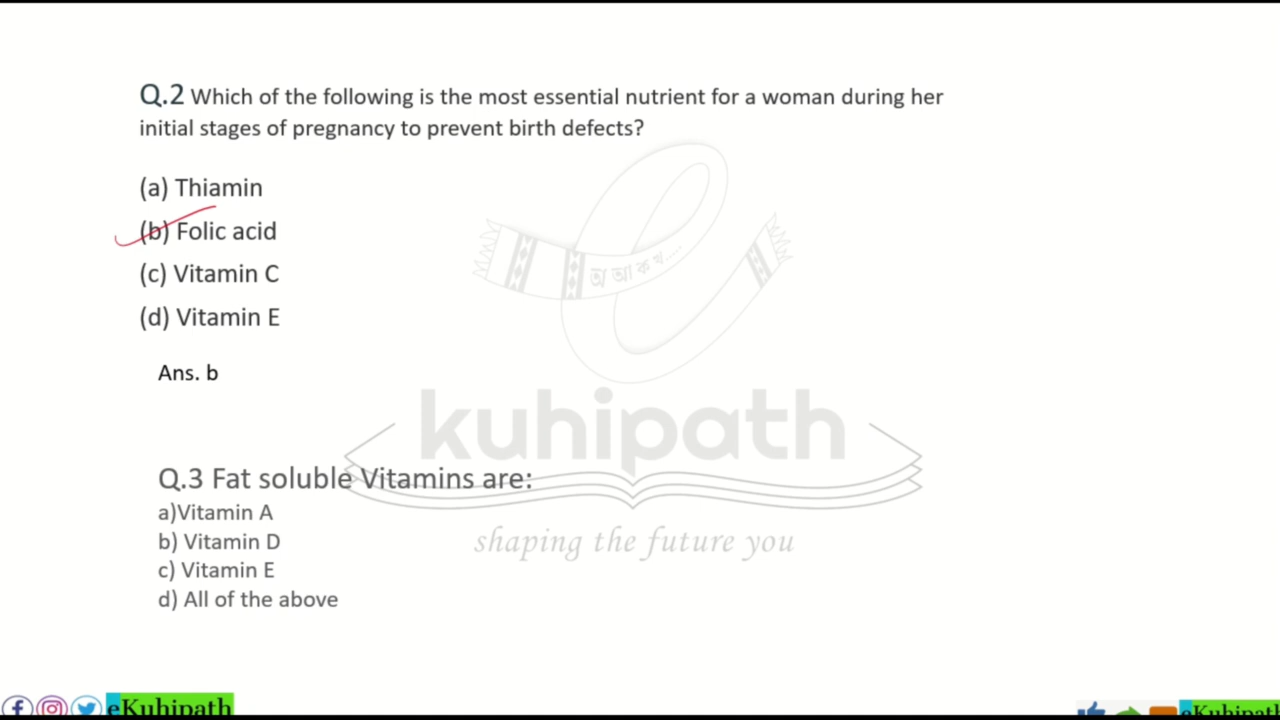 Q.2 Which of the following is the most essential nutrient for a woman during her
initial stages of pregnancy to prevent birth defects?
(a) Thiamin
(b) Folic acid
(c) Vitamin C
(d) Vitamin E
Ans. b
অ আ ক খ....
kuhipath
Q.3 Fat soluble Vitamins are:
a)Vitamin A
b) Vitamin D
c) Vitamin E
d) All of the above
shaping the future you
eKuhipath
eKuhipath